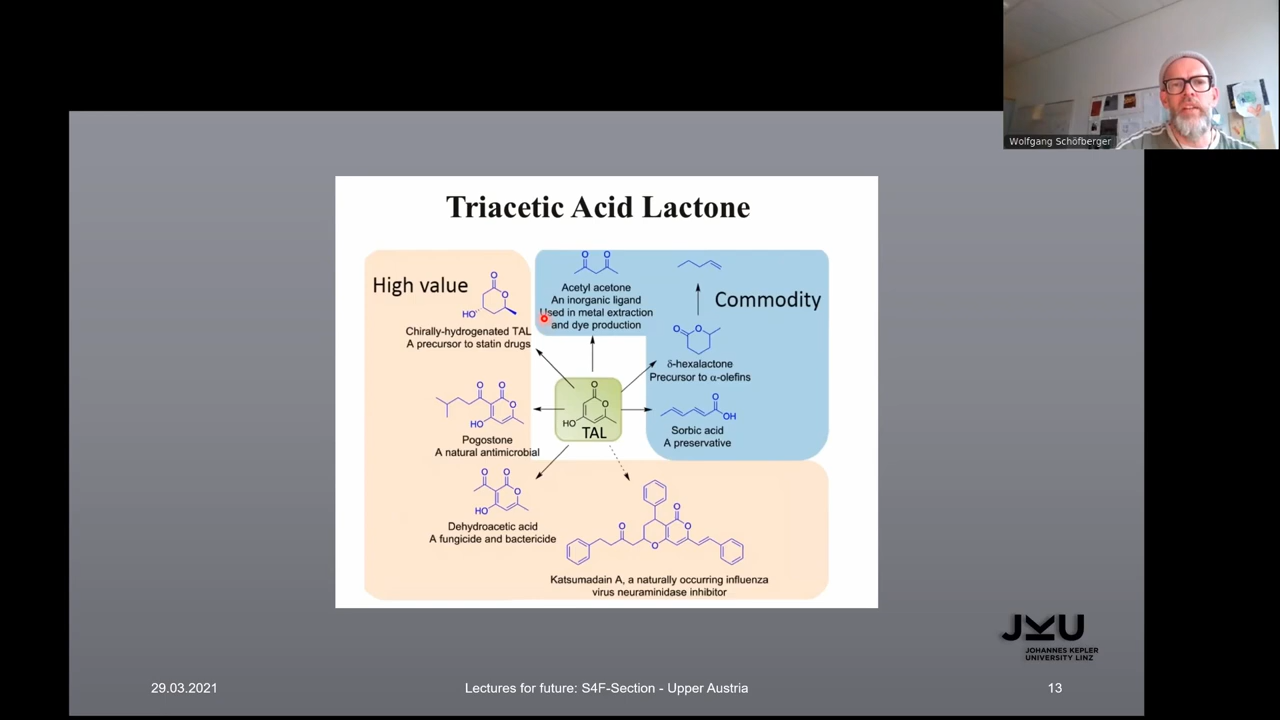 Wolfgang Schöfberger
Triacetic Acid Lactone
High value
O
O
HO
Chirally-hydrogenated TAL
A precursor to statin drugs
O O
Acetyl acetone
An inorganic ligand
Used in metal extraction
and dye production
Commodity
O O
δ-hexalactone
Precursor to α-olefins
O
OH
Sorbic acid
A preservative
O
O
HO
TAL
O O
O
HO
Pogostone
A natural antimicrobial
O O
O
HO
Dehydroacetic acid
A fungicide and bactericide
O
O
O
O
Katsumadain A, a naturally occurring influenza
virus neuraminidase inhibitor
JKU
JOHANNES KEPLER
UNIVERSITY LINZ
29.03.2021
Lectures for future: S4F-Section - Upper Austria
13